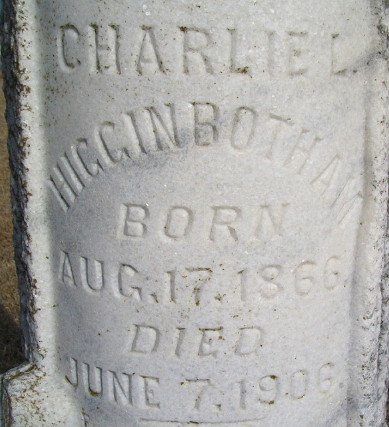 CHARLIE L.
HIGGINBOTHAM
BORN
AUG. 17. 1866
DIED
JUNE 7. 1906.